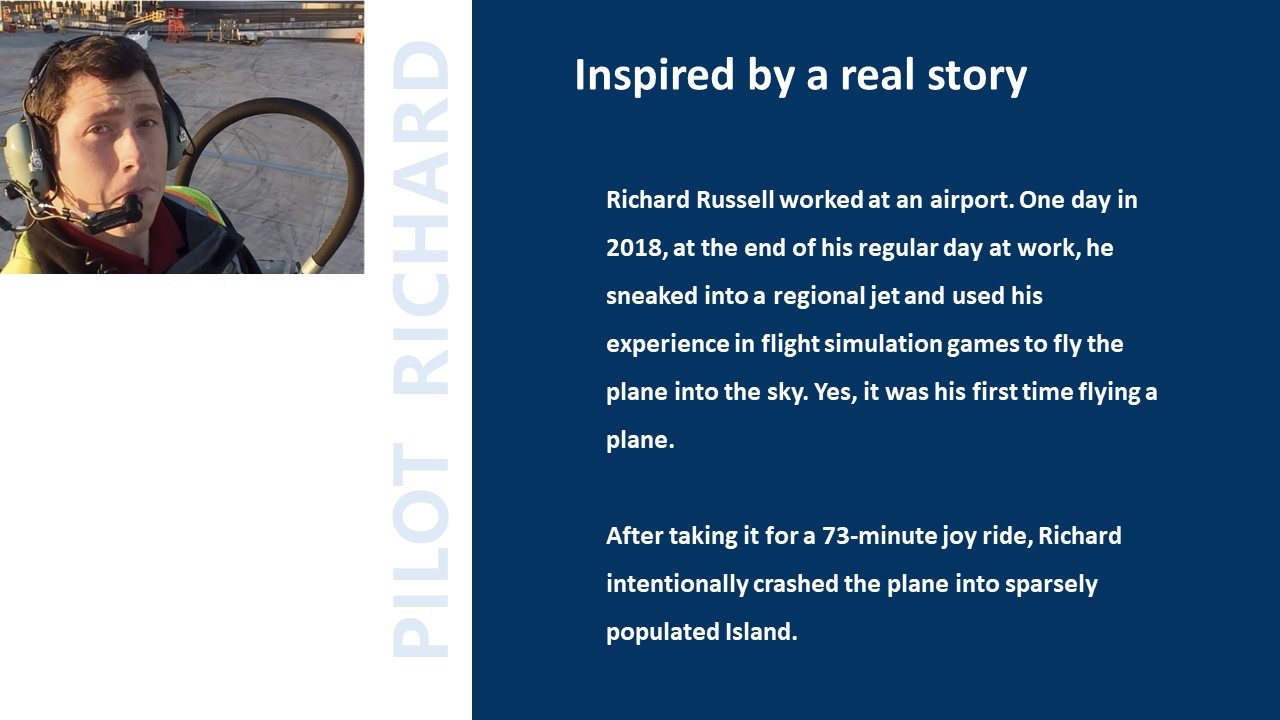 PILOT RICHARD
Inspired by a real story
Richard Russell worked at an airport. One day in
2018, at the end of his regular day at work, he
sneaked into a regional jet and used his
experience in flight simulation games to fly the
plane into the sky. Yes, it was his first time flying a
plane.
After taking it for a 73-minute joy ride, Richard
intentionally crashed the plane into sparsely
populated Island.